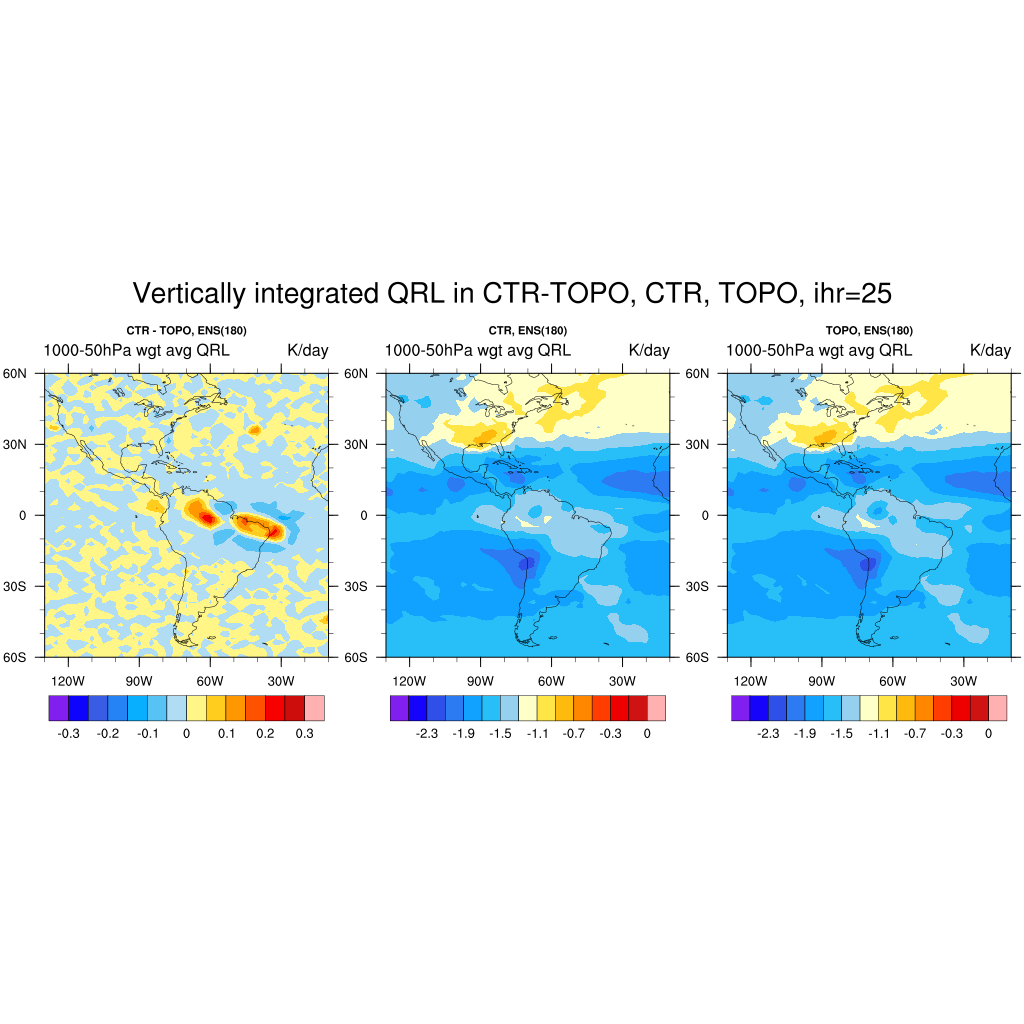 Vertically integrated QRL in CTR-TOPO, CTR, TOPO, ihr=25
CTR - TOPO, ENS(180)
1000-50hPa wgt avg QRL K/day
60N
30N
0
30S
60S
120W 90W 60W 30W
-0.3 -0.2 -0.1 0 0.1 0.2 0.3
CTR, ENS(180)
1000-50hPa wgt avg QRL K/day
60N
30N
0
30S
60S
120W 90W 60W 30W
-2.3 -1.9 -1.5 -1.1 -0.7 -0.3 0
TOPO, ENS(180)
1000-50hPa wgt avg QRL K/day
60N
30N
0
30S
60S
120W 90W 60W 30W
-2.3 -1.9 -1.5 -1.1 -0.7 -0.3 0